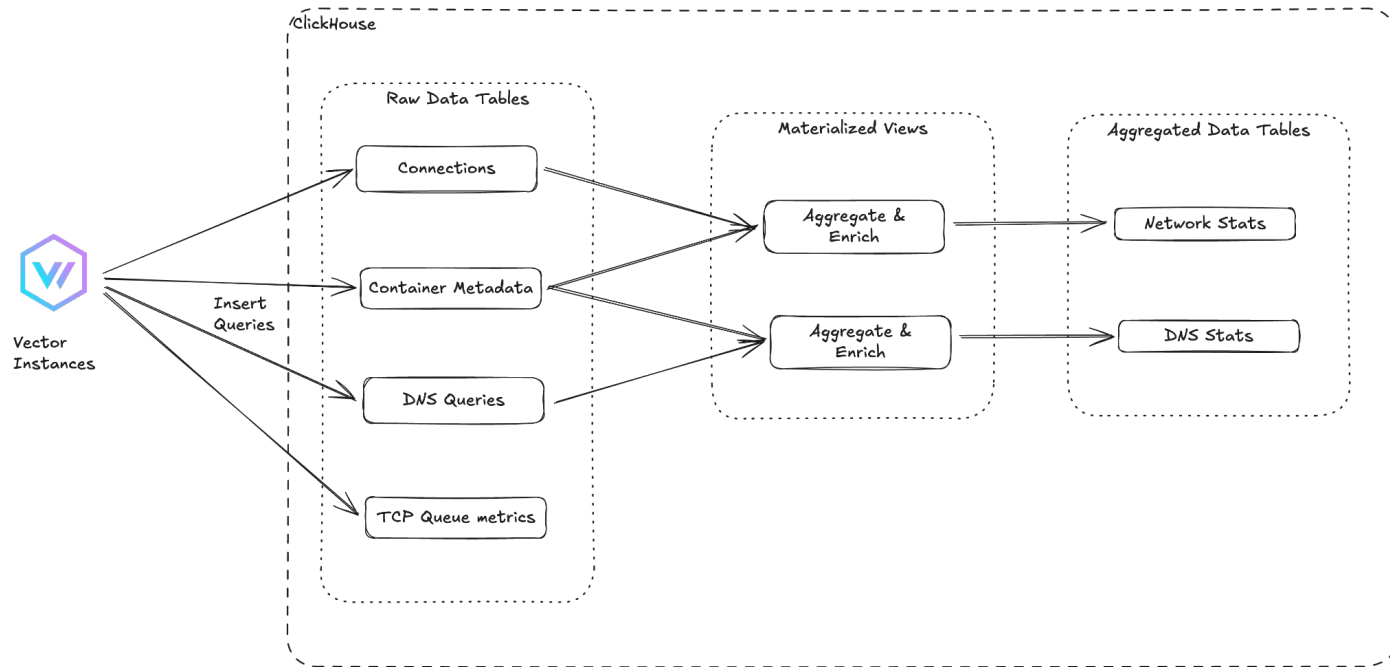 ClickHouse
Raw Data Tables
Connections
Container Metadata
DNS Queries
TCP Queue metrics
Insert
Queries
Vector
Instances
Materialized Views
Aggregate &
Enrich
Aggregate &
Enrich
Aggregated Data Tables
Network Stats
DNS Stats